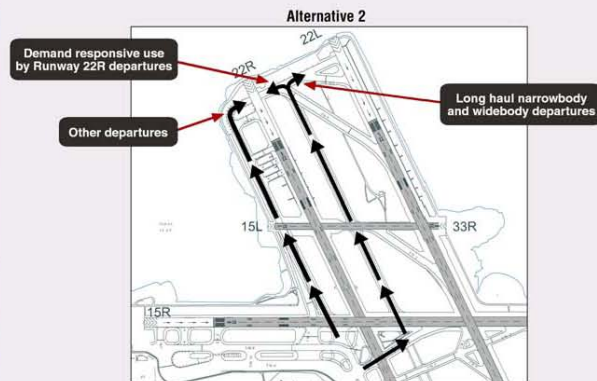 Alternative 2
22L
Demand responsive use
by Runway 22R departures
22R
Long haul narrowbody
and widebody departures
Other departures
15L
33R
15R